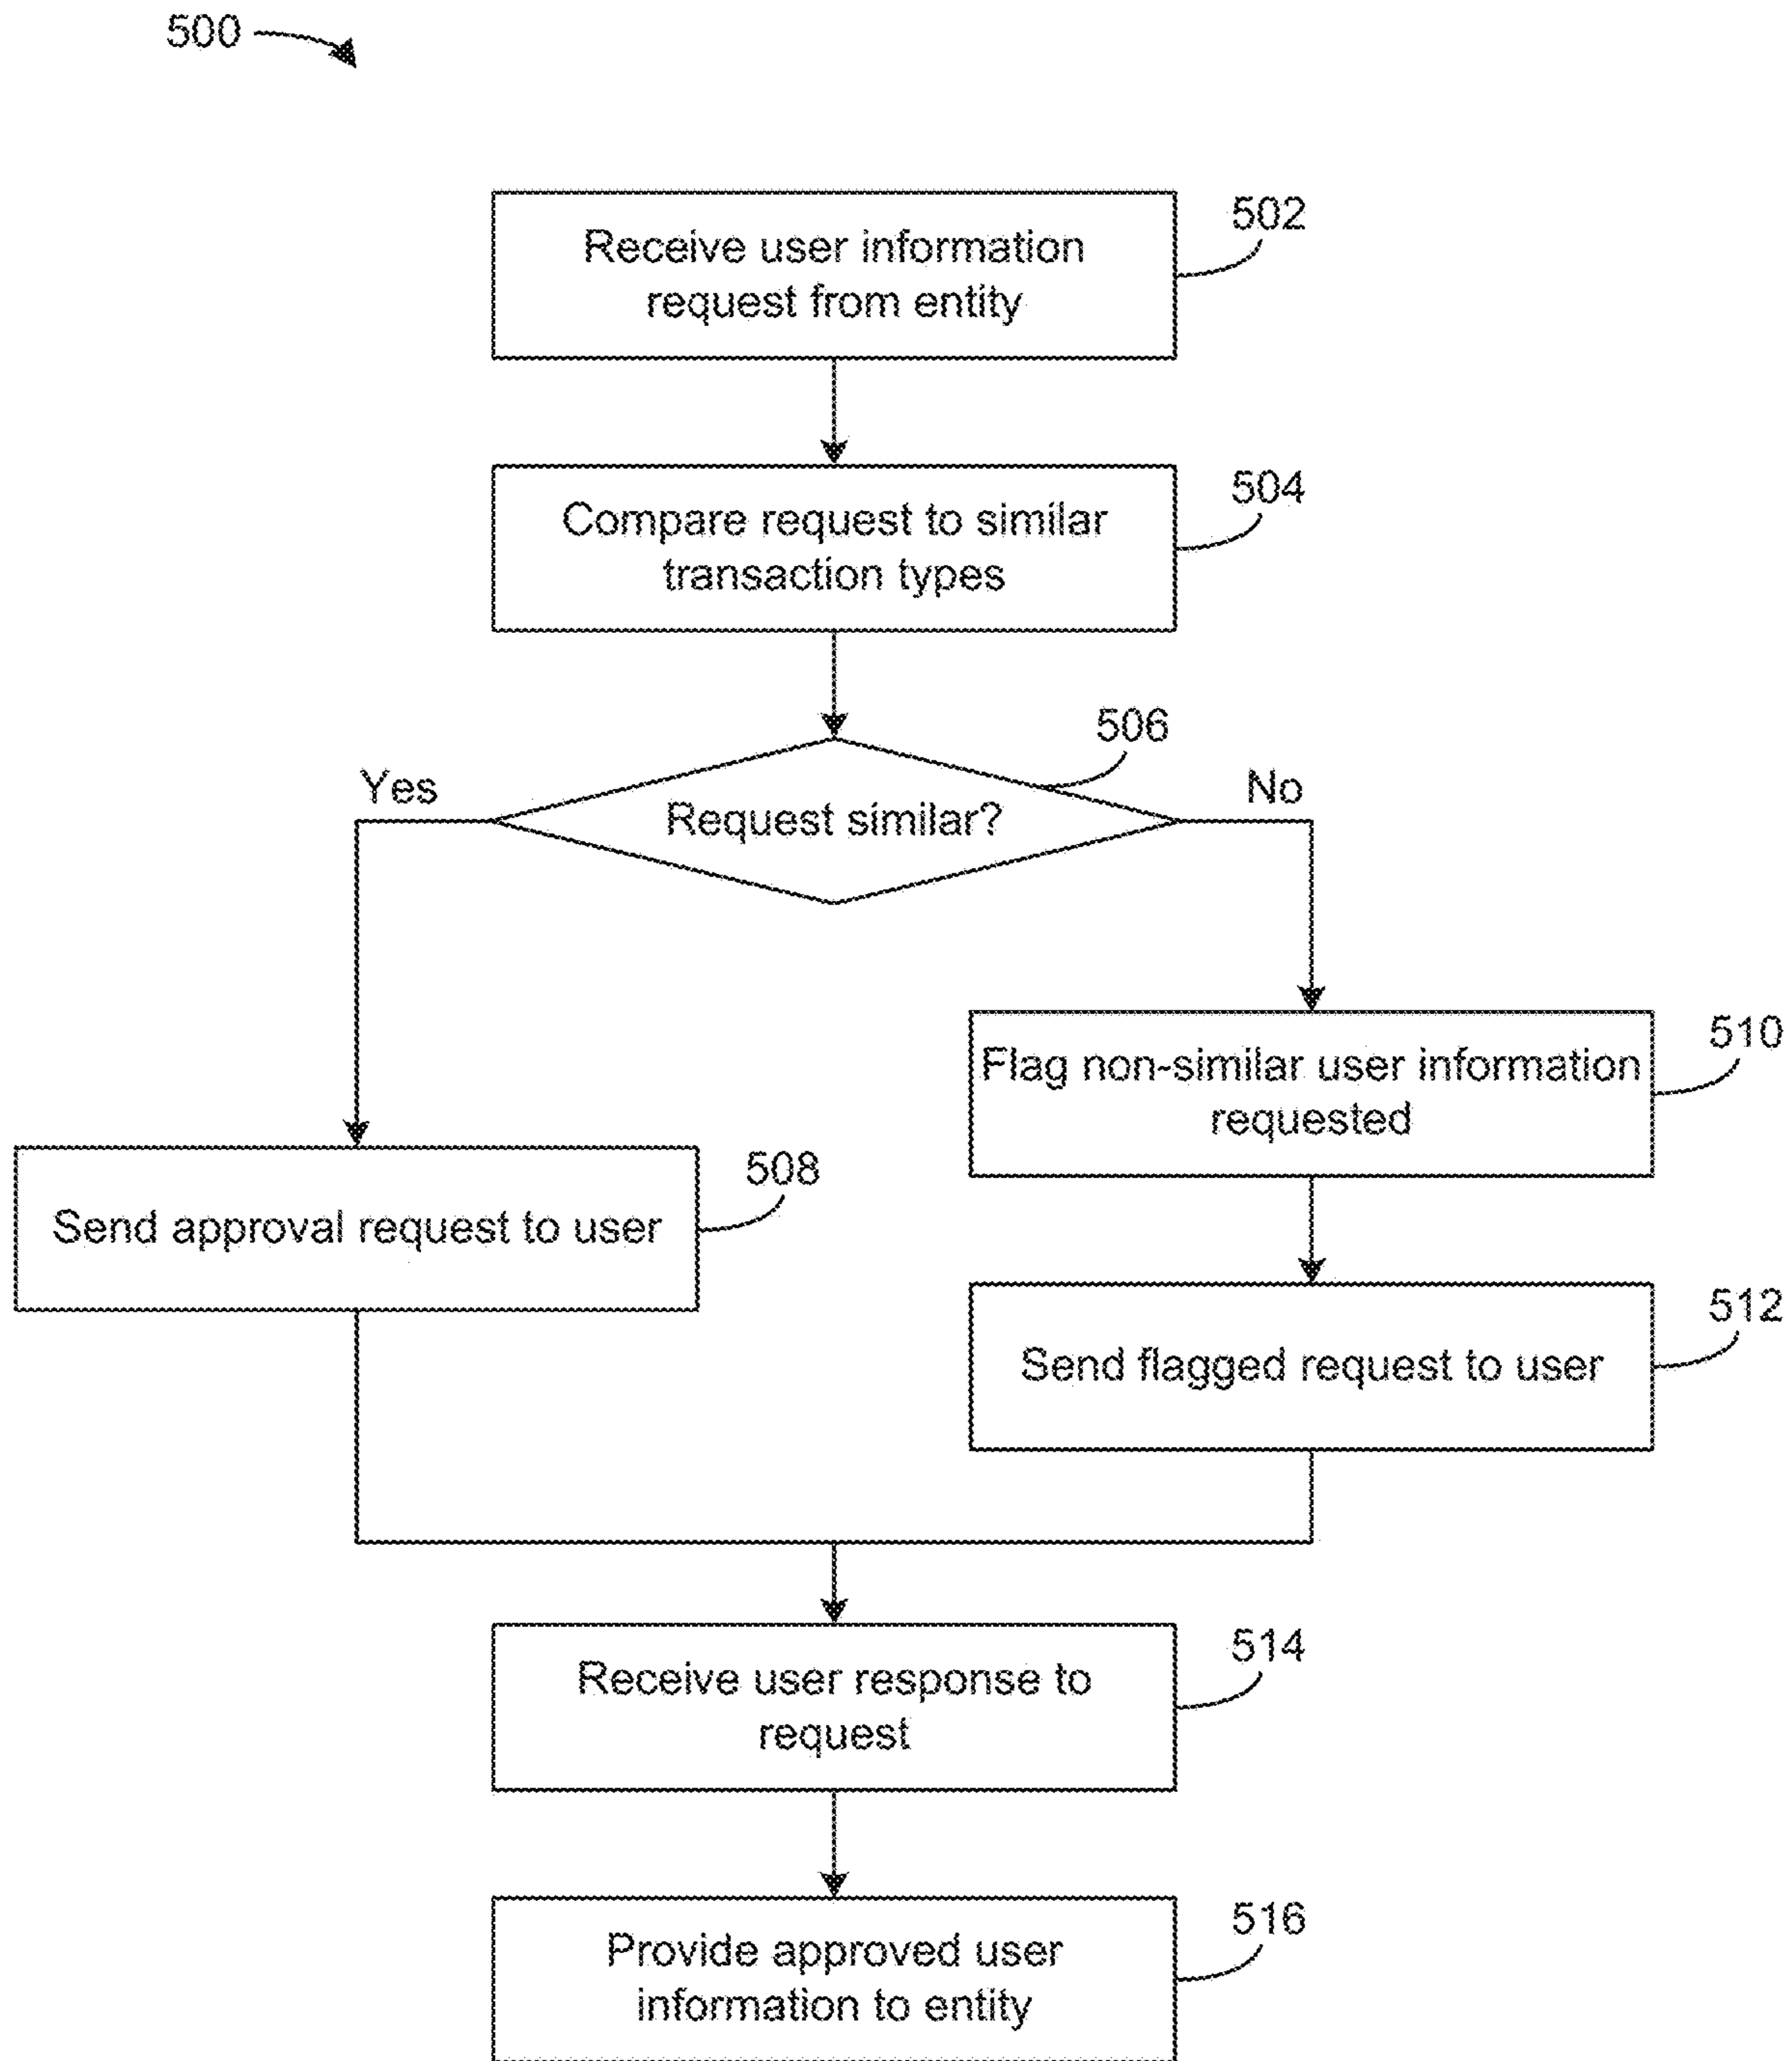 500
502
Receive user information
request from entity
504
Compare request to similar
transaction types
506
Yes
No
Request similar?
510
Flag non-similar user information
requested
508
Send approval request to user
512
Send flagged request to user
514
Receive user response to
request
516
Provide approved user
information to entity